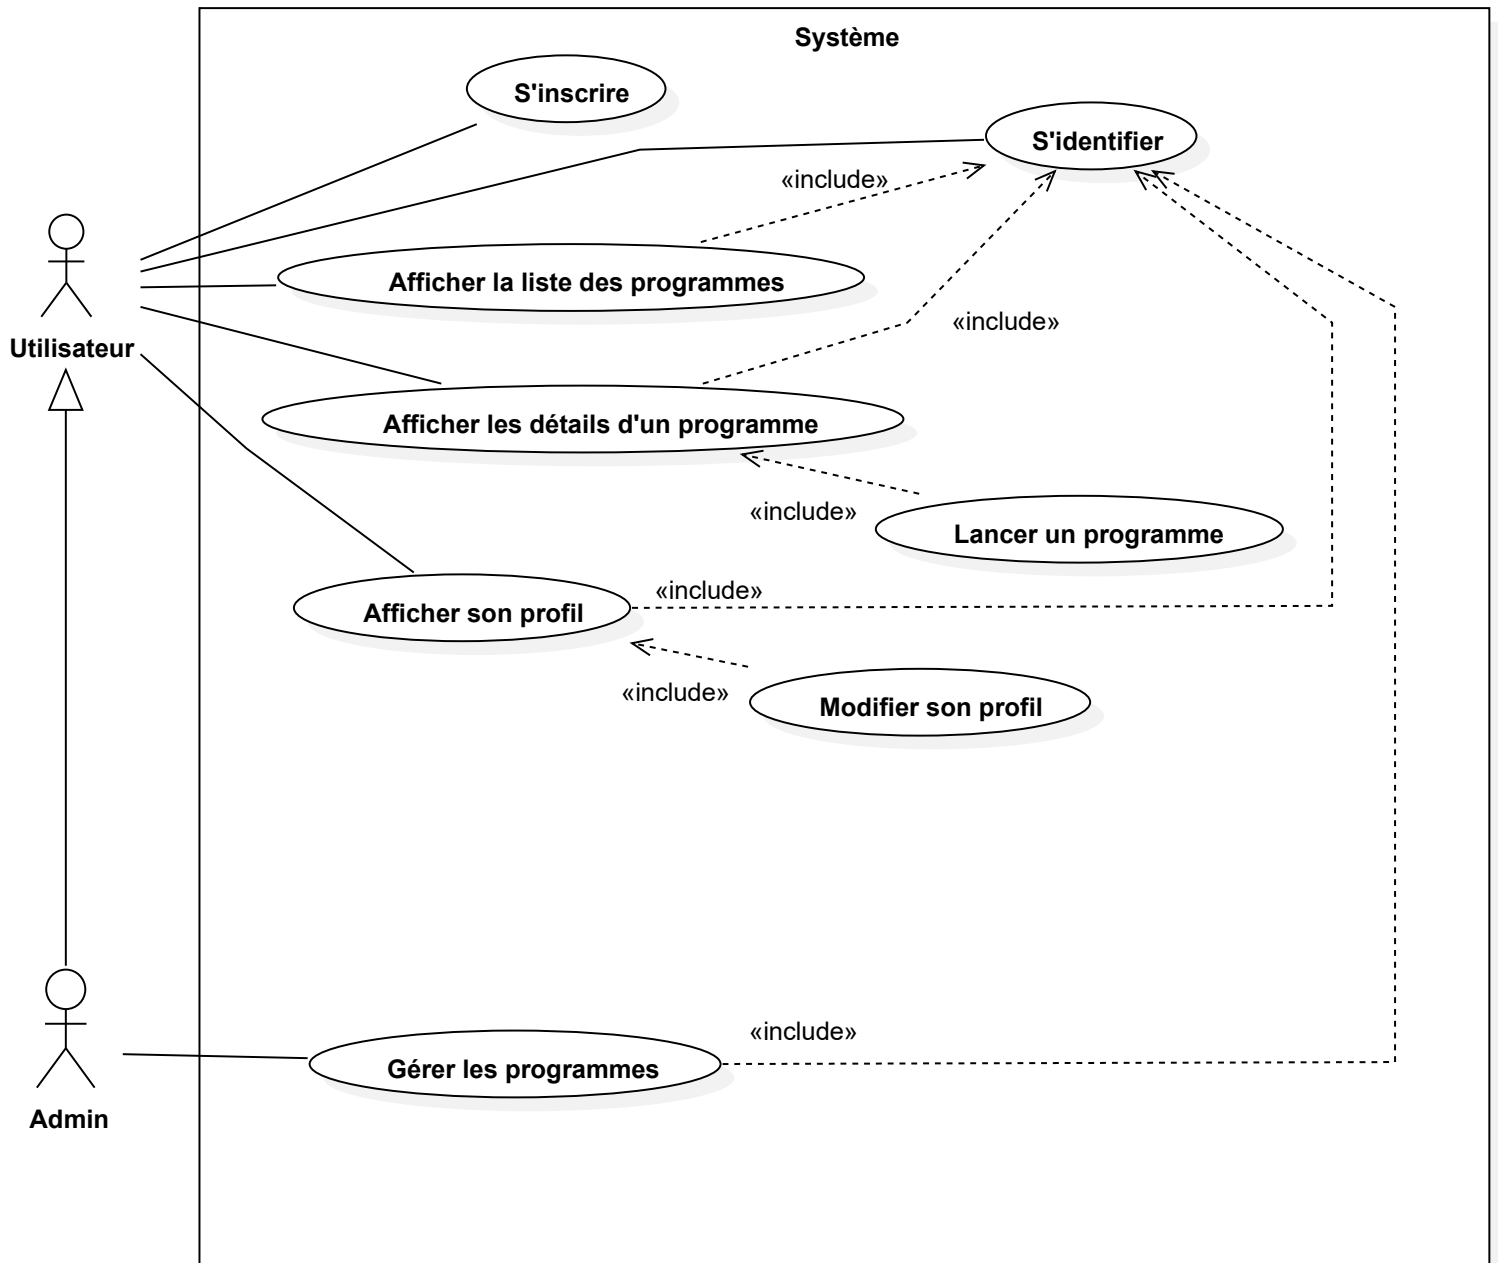 Système
S'inscrire
S'identifier
«include»
Afficher la liste des programmes
«include»
Utilisateur
Afficher les détails d'un programme
«include»
Lancer un programme
«include»
Afficher son profil
«include»
Modifier son profil
«include»
Gérer les programmes
Admin